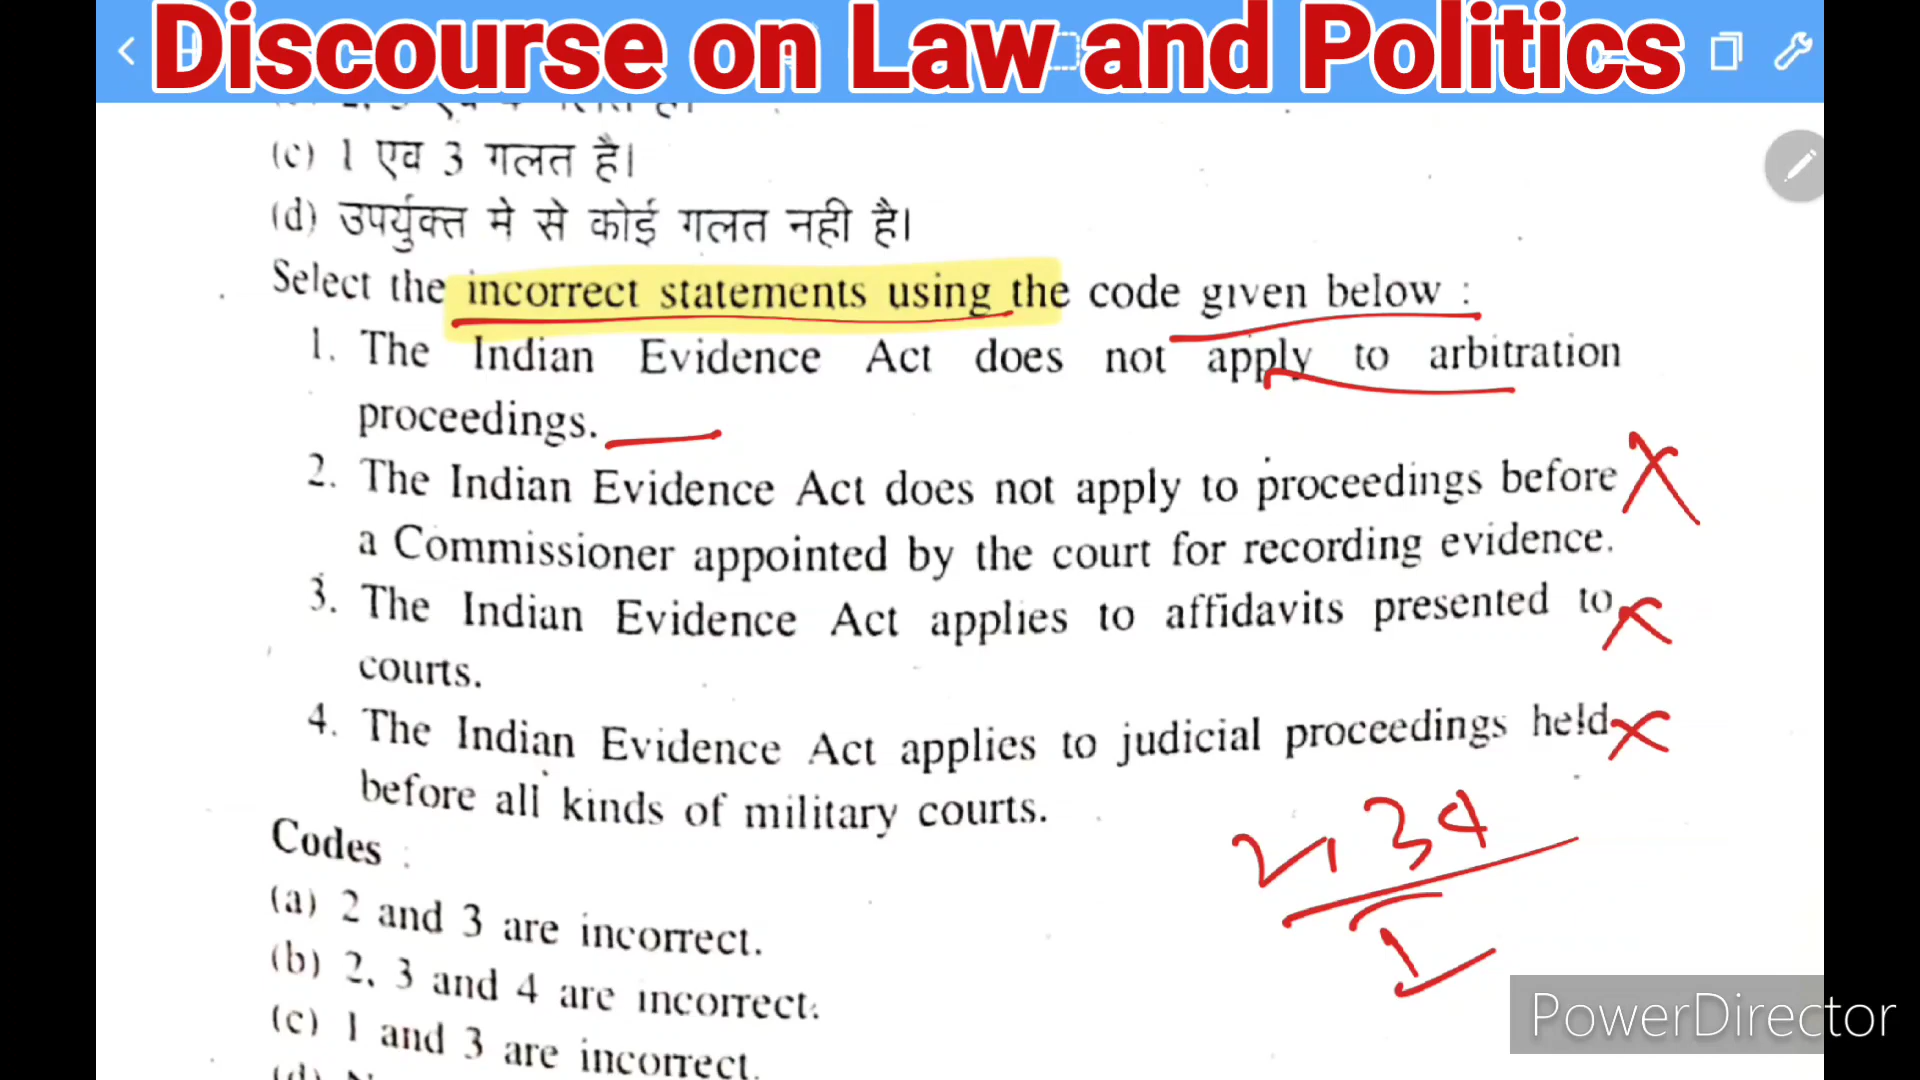 Discourse on Law and Politics
(c) 1 एव 3 गलत है।
(d) उपर्युक्त मे से कोई गलत नही है।
Select the incorrect statements using the code given below :
1. The Indian Evidence Act does not apply to arbitration
proceedings.
2. The Indian Evidence Act does not apply to proceedings before
a Commissioner appointed by the court for recording evidence.
3. The Indian Evidence Act applies to affidavits presented to
courts.
4. The Indian Evidence Act applies to judicial proceedings held
before all kinds of military courts.
2, 3 4
Codes :
(a) 2 and 3 are incorrect.
(b) 2, 3 and 4 are incorrect.
(c) 1 and 3 are incorrect.
PowerDirector